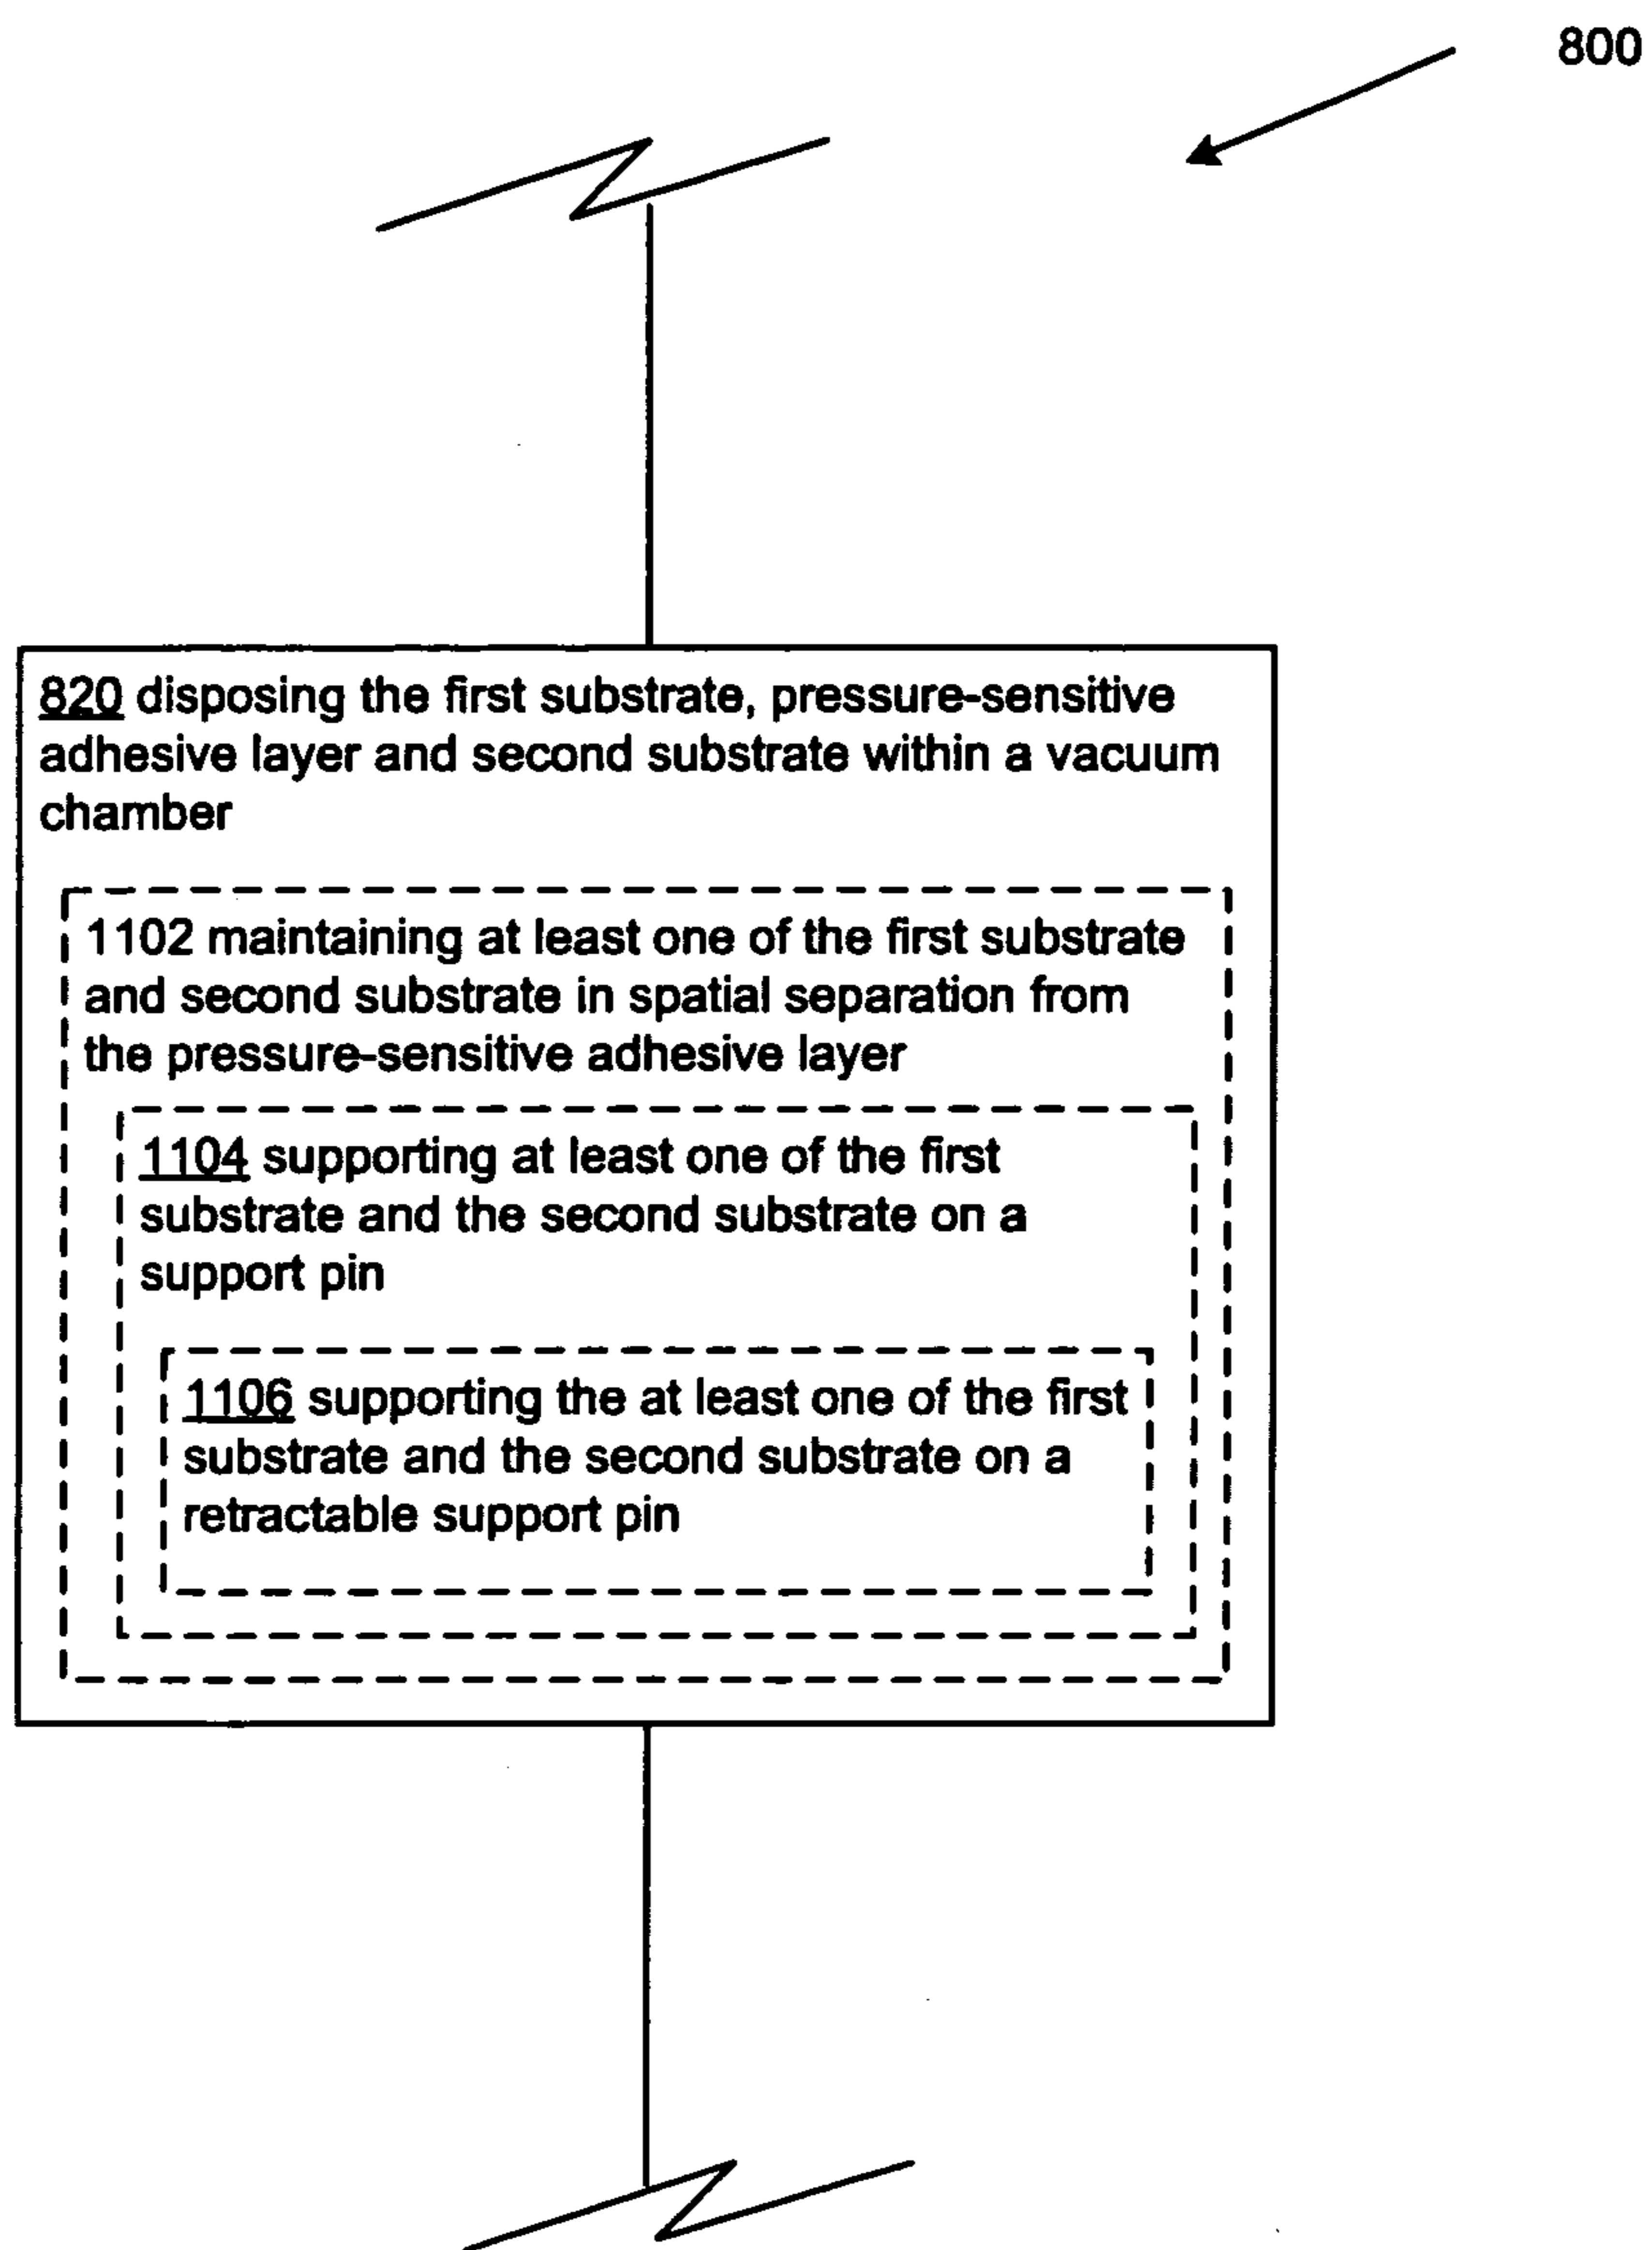 800
820 disposing the first substrate, pressure-sensitive
adhesive layer and second substrate within a vacuum
chamber
1102 maintaining at least one of the first substrate
and second substrate in spatial separation from
the pressure-sensitive adhesive layer
1104 supporting at least one of the first
substrate and the second substrate on a
support pin
1106 supporting the at least one of the first
substrate and the second substrate on a
retractable support pin